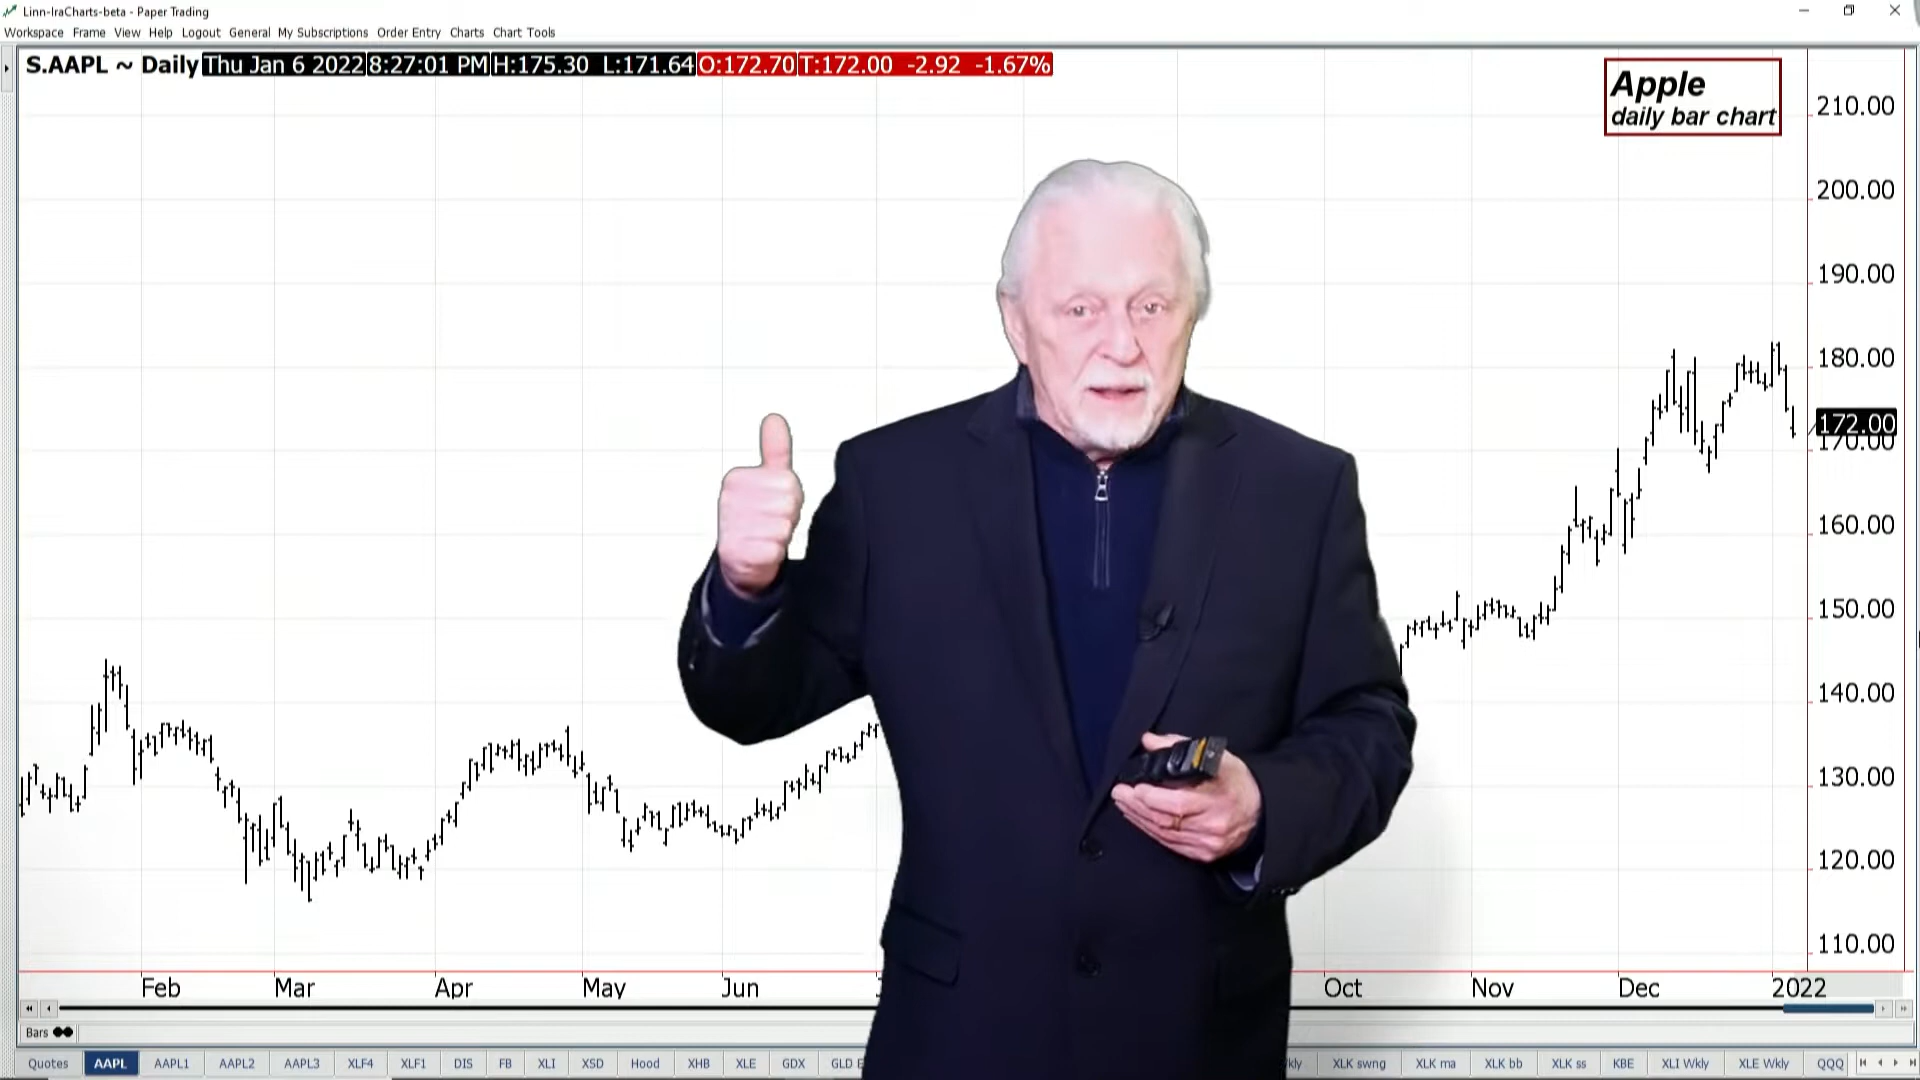 Linn-IraCharts-beta - Paper Trading
Workspace Frame View Help Logout General My Subscriptions Order Entry Charts Chart Tools
S.AAPL ~ Daily Thu Jan 6 2022 8:27:01 PM H:175.30 L:171.64 O:172.70 T:172.00 -2.92 -1.67%
Apple
daily bar chart
210.00
200.00
190.00
180.00
172.00
170.00
160.00
150.00
140.00
130.00
120.00
110.00
Feb Mar Apr May Jun Oct Nov Dec 2022
Bars
Quotes AAPL AAPL1 AAPL2 AAPL3 XLF4 XLF1 DIS FB XLI XSD Hood XHB XLE GDX GLD XLK swng XLK ma XLK bb XLK ss KBE XLI Wkly XLE Wkly QQQ